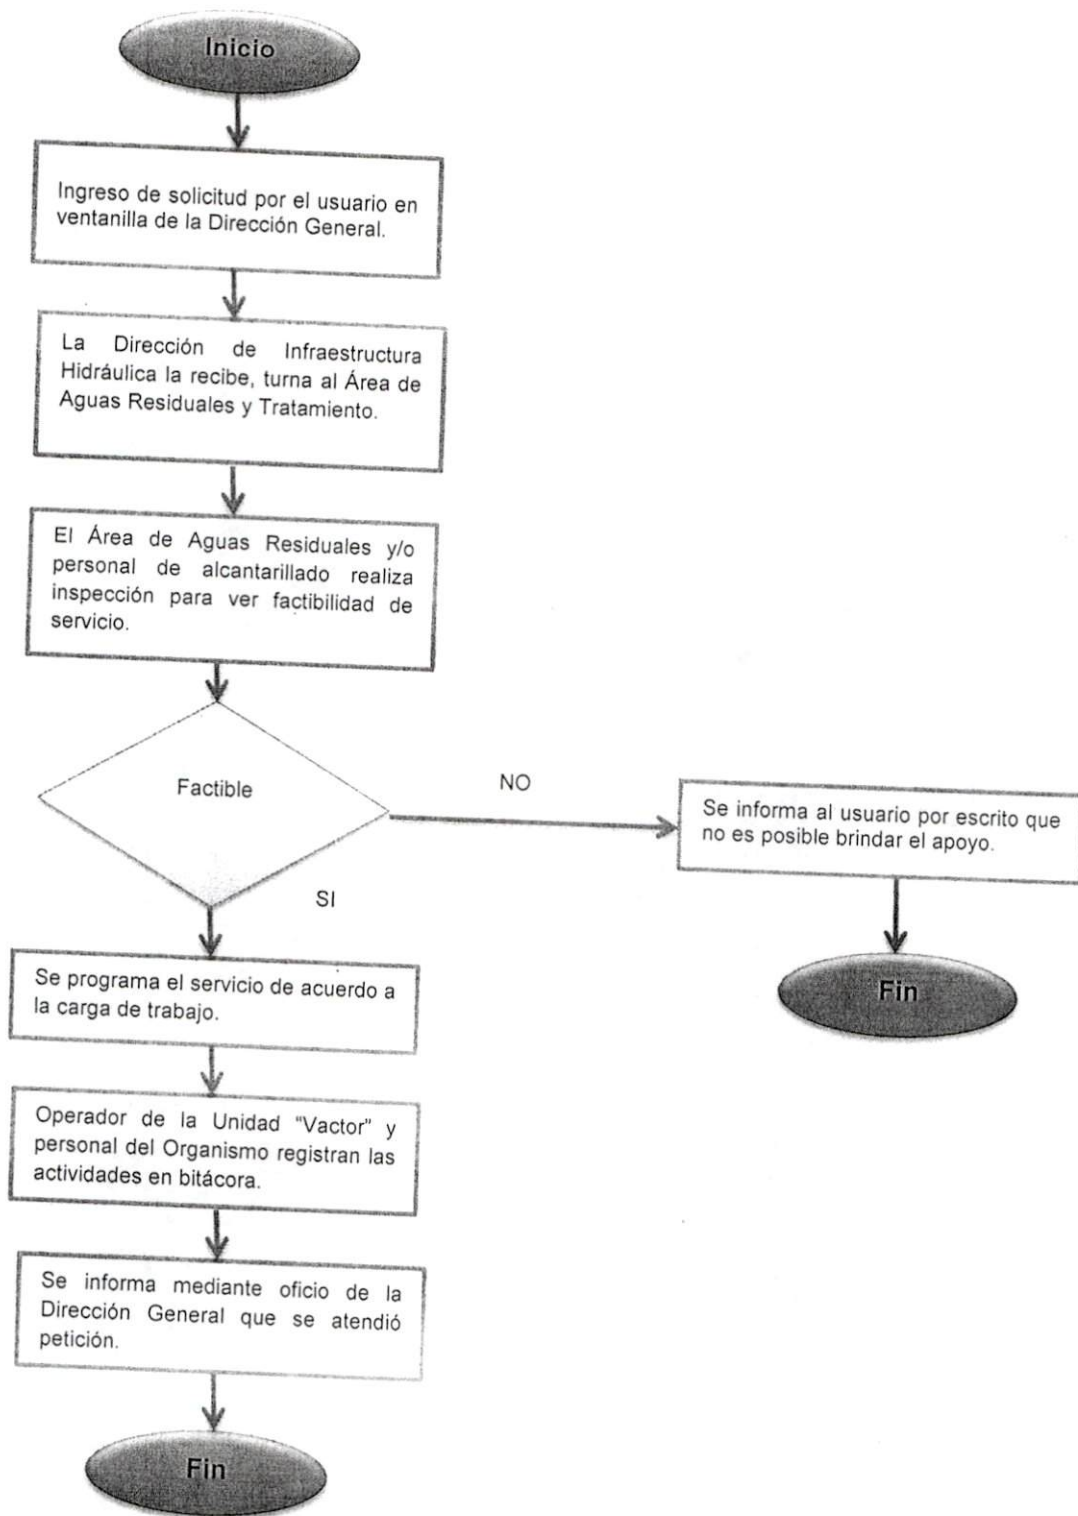 Inicio
Ingreso de solicitud por el usuario en
ventanilla de la Dirección General.
La Dirección de Infraestructura
Hidráulica la recibe, turna al Área de
Aguas Residuales y Tratamiento.
El Área de Aguas Residuales y/o
personal de alcantarillado realiza
inspección para ver factibilidad de
servicio.
Factible
NO
Se informa al usuario por escrito que
no es posible brindar el apoyo.
Fin
SI
Se programa el servicio de acuerdo a
la carga de trabajo.
Operador de la Unidad "Vactor" y
personal del Organismo registran las
actividades en bitácora.
Se informa mediante oficio de la
Dirección General que se atendió
petición.
Fin